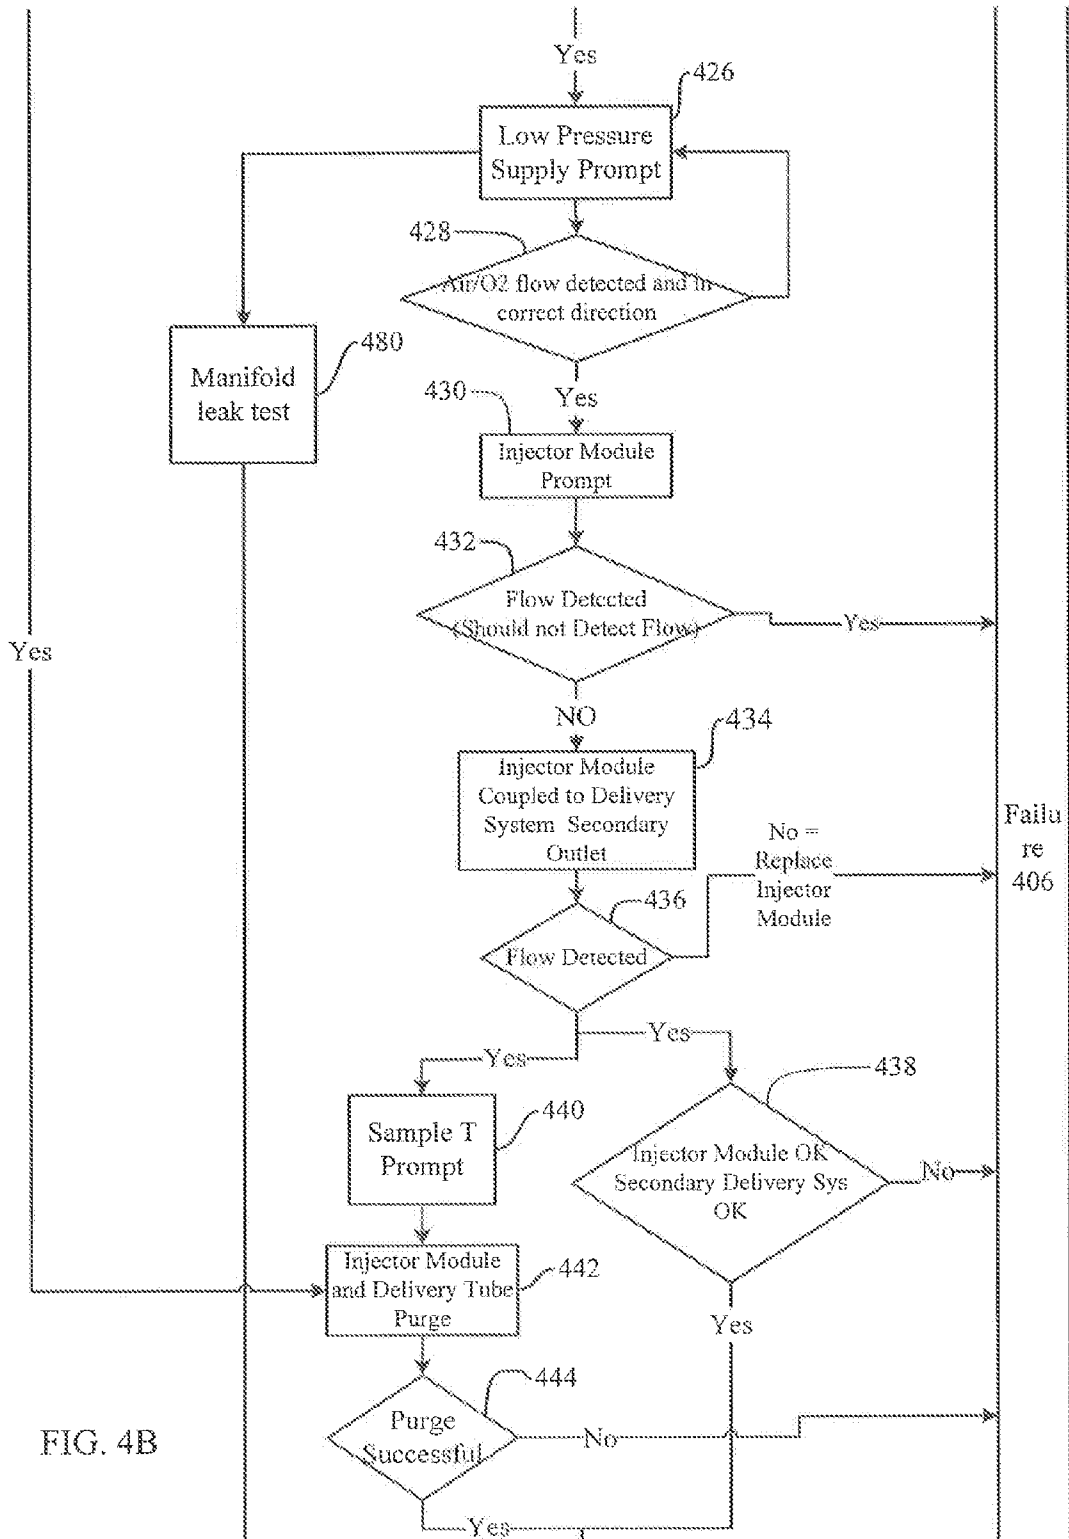 Yes
426
Low Pressure
Supply Prompt
428
Air/O2 flow detected and in
correct direction
480
Manifold
leak test
430
Yes
Injector Module
Prompt
432
Flow Detected
(Should not Detect Flow)
Yes
Yes
NO
434
Injector Module
Coupled to Delivery
System Secondary
Outlet
No =
Replace
Injector
Module
Failu
re
406
436
Flow Detected
Yes
Yes
438
440
Sample T
Prompt
Injector Module OK
Secondary Delivery Sys
OK
No
Injector Module
and Delivery Tube
Purge
442
Yes
444
Purge
Successful
No
FIG. 4B
Yes